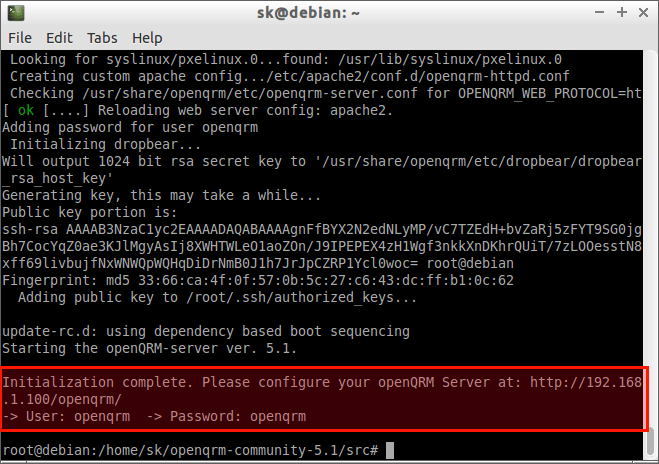 sk@debian: ~
File Edit Tabs Help
Looking for syslinux/pxelinux.0...found: /usr/lib/syslinux/pxelinux.0
Creating custom apache config.../etc/apache2/conf.d/openqrm-httpd.conf
Checking /usr/share/openqrm/etc/openqrm-server.conf for OPENQRM_WEB_PROTOCOL=ht
[ ok [....] Reloading web server config: apache2.
Adding password for user openqrm
Initializing dropbear...
Will output 1024 bit rsa secret key to '/usr/share/openqrm/etc/dropbear/dropbear
_rsa_host_key'
Generating key, this may take a while...
Public key portion is:
ssh-rsa AAAAB3NzaC1yc2EAAAADAQABAAAAgnFfBYX2N2edNLyMP/vC7TZEdH+bvZaRj5zFYT9SG0jg
Bh7CocYqZ0ae3KJlMgyAsIj8XWHTWLeO1aoZOn/J9IPEPEX4zH1Wgf3nkkXnDKhrQUiT/7zLOOesstN8
xff69livbujfNxWNWQpWQHqDiDrNmB0J1h7JrJpCZRP1Ycl0woc= root@debian
Fingerprint: md5 33:66:ca:4f:0f:57:0b:5c:27:c6:43:dc:ff:b1:0c:62
Adding public key to /root/.ssh/authorized_keys...
update-rc.d: using dependency based boot sequencing
Starting the openQRM-server ver. 5.1.
Initialization complete. Please configure your openQRM Server at: http://192.168
.1.100/openqrm/
-> User: openqrm -> Password: openqrm
root@debian:/home/sk/openqrm-community-5.1/src#